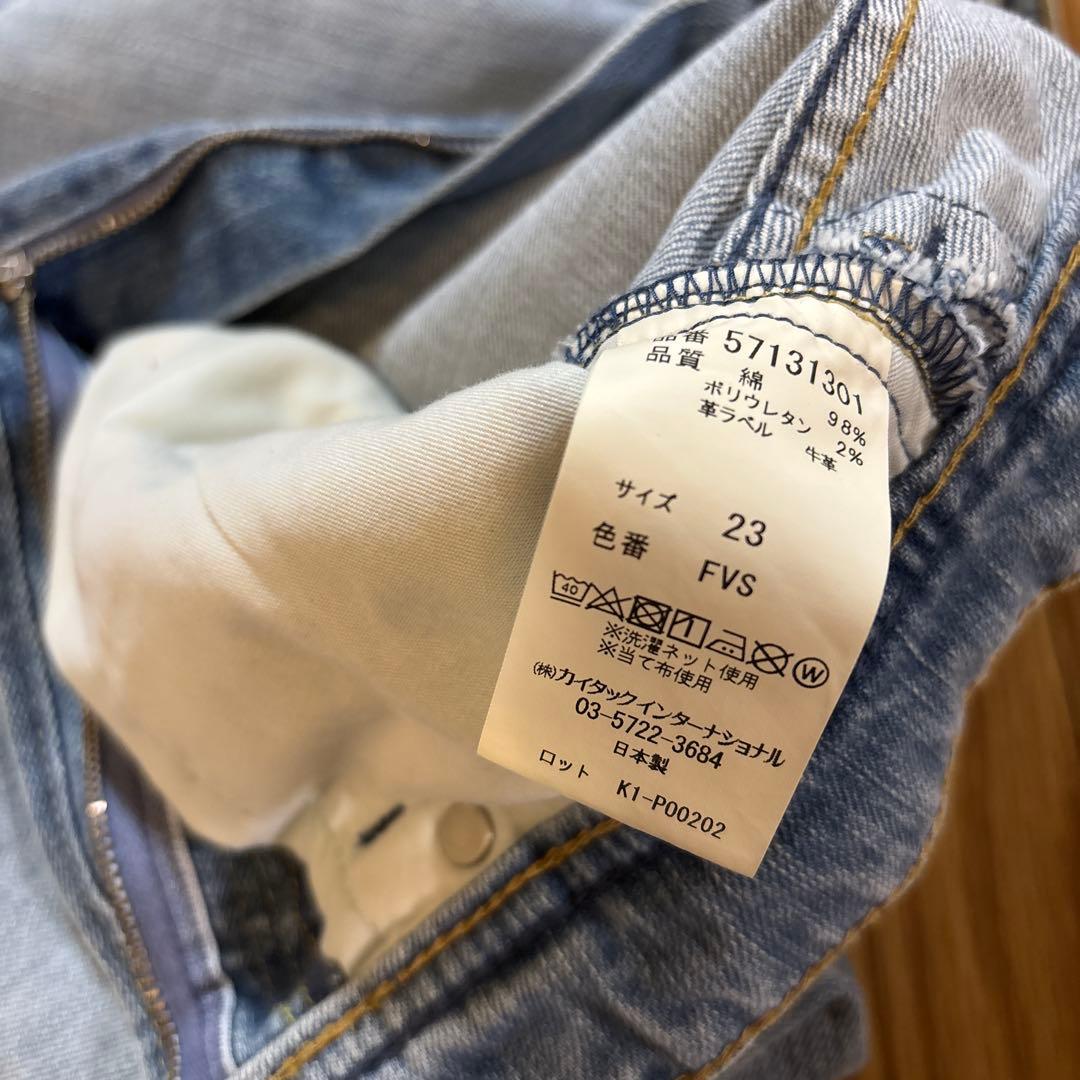 品番 57131301
品質 綿 98%
ポリウレタン 2%
革ラベル 牛革
サイズ 23
色番 FVS
40 W
※洗濯ネット使用
※当て布使用
(株)カイタックインターナショナル
03-5722-3684
日本製
ロット K1-P00202